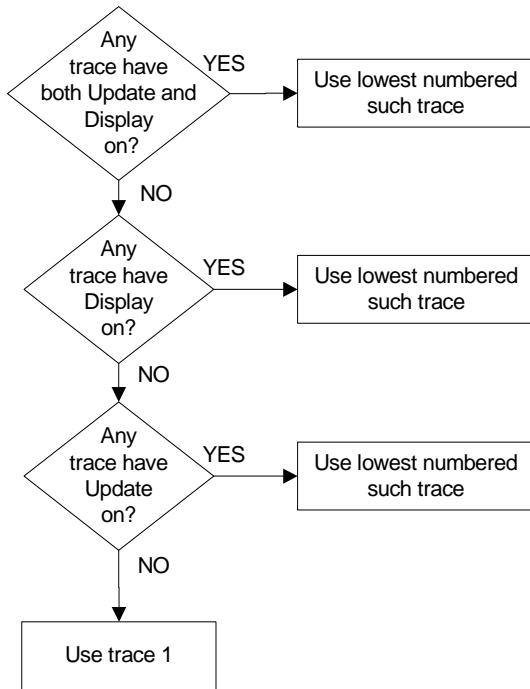 Any
trace have
both Update and
Display
on?
YES
Use lowest numbered
such trace
NO
Any
trace have
Display
on?
YES
Use lowest numbered
such trace
NO
Any
trace have
Update
on?
YES
Use lowest numbered
such trace
NO
Use trace 1